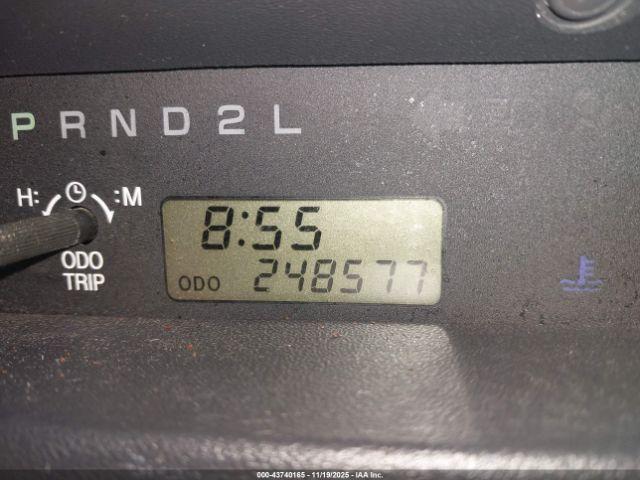 P R N D 2 L
H: :M
8:55
ODO
TRIP
ODO 248577
000-43740165 - 11/19/2025 - IAA Inc.